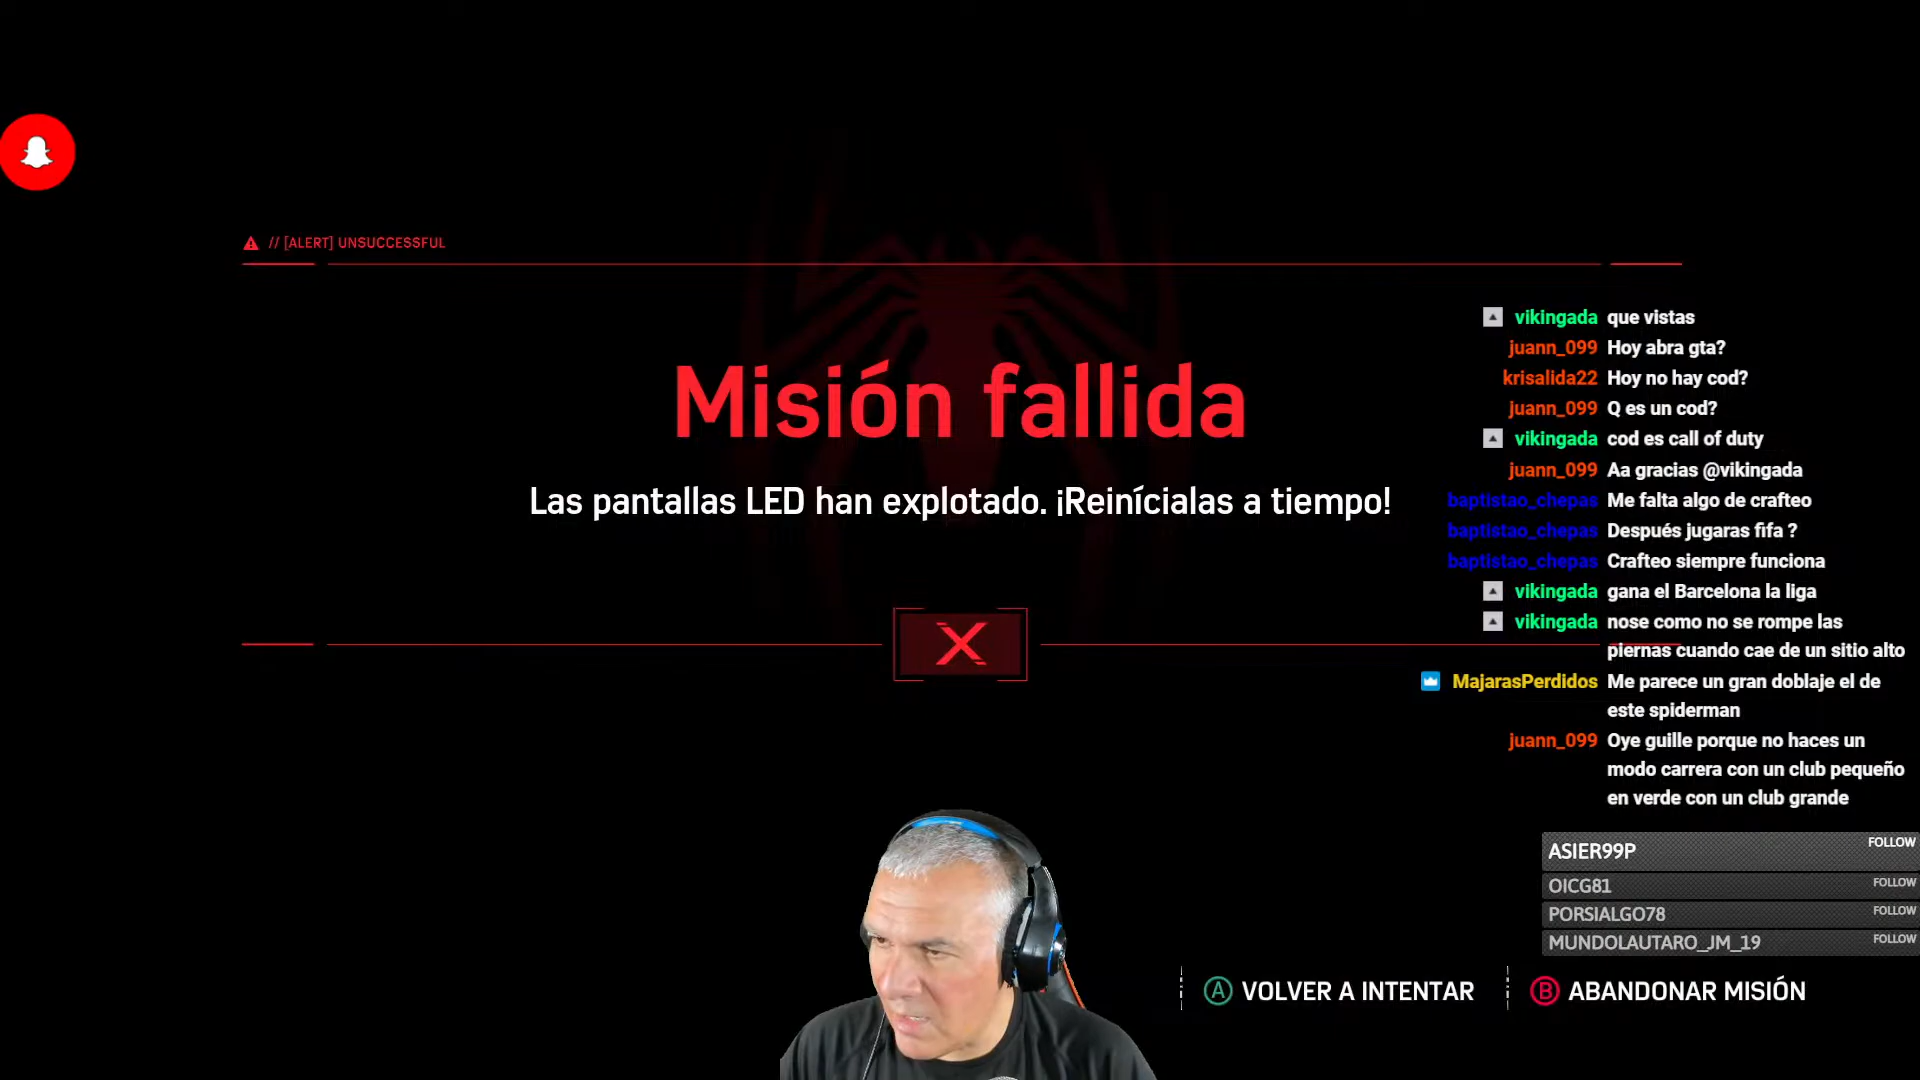 // [ALERT] UNSUCCESSFUL
Misión fallida
Las pantallas LED han explotado. ¡Reinícialas a tiempo!
vikingada que vistas
juann_099 Hoy abra gta?
krisalida22 Hoy no hay cod?
juann_099 Q es un cod?
vikingada cod es call of duty
juann_099 Aa gracias @vikingada
baptistao_chepas Me falta algo de crafteo
baptistao_chepas Después jugaras fifa ?
baptistao_chepas Crafteo siempre funciona
vikingada gana el Barcelona la liga
vikingada nose como no se rompe las
piernas cuando cae de un sitio alto
MajarasPerdidos Me parece un gran doblaje el de
este spiderman
juann_099 Oye guille porque no haces un
modo carrera con un club pequeño
en verde con un club grande
ASIER99P FOLLOW
OICG81 FOLLOW
PORSIALGO78 FOLLOW
MUNDOLAUTARO_JM_19 FOLLOW
A VOLVER A INTENTAR
B ABANDONAR MISIÓN